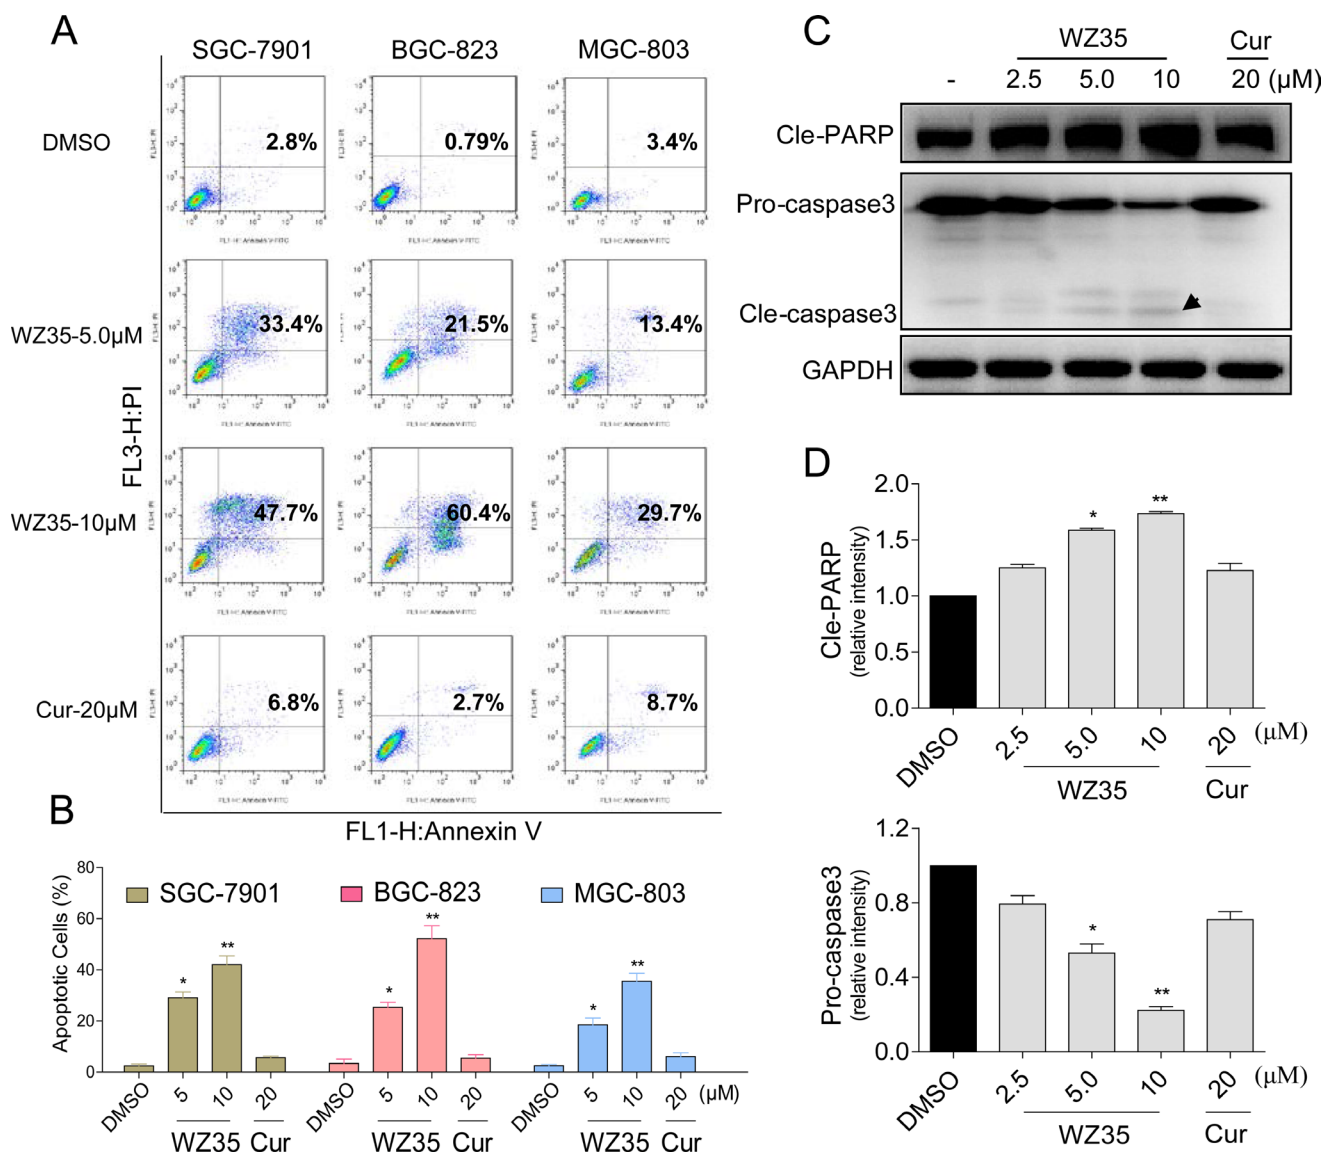 A
SGC-7901 BGC-823 MGC-803
DMSO
2.8% 0.79% 3.4%
WZ35-5.0μM
33.4% 21.5% 13.4%
WZ35-10μM
47.7% 60.4% 29.7%
Cur-20μM
6.8% 2.7% 8.7%
FL3-H:PI
FL1-H:Annexin V
B
Apoptotic Cells (%)
80
60
40
20
0
SGC-7901 BGC-823 MGC-803
* ** * ** * **
DMSO 5 10 20 DMSO 5 10 20 DMSO 5 10 20 (μM)
WZ35 Cur WZ35 Cur WZ35 Cur
C
WZ35 Cur
- 2.5 5.0 10 20 (μM)
Cle-PARP
Pro-caspase3
Cle-caspase3
GAPDH
D
Cle-PARP
(relative intensity)
2.0
1.5
1.0
0.5
0.0
* **
DMSO 2.5 5.0 10 20 (μM)
WZ35 Cur
Pro-caspase3
(relative intensity)
1.2
0.8
0.4
0.0
* **
DMSO 2.5 5.0 10 20 (μM)
WZ35 Cur